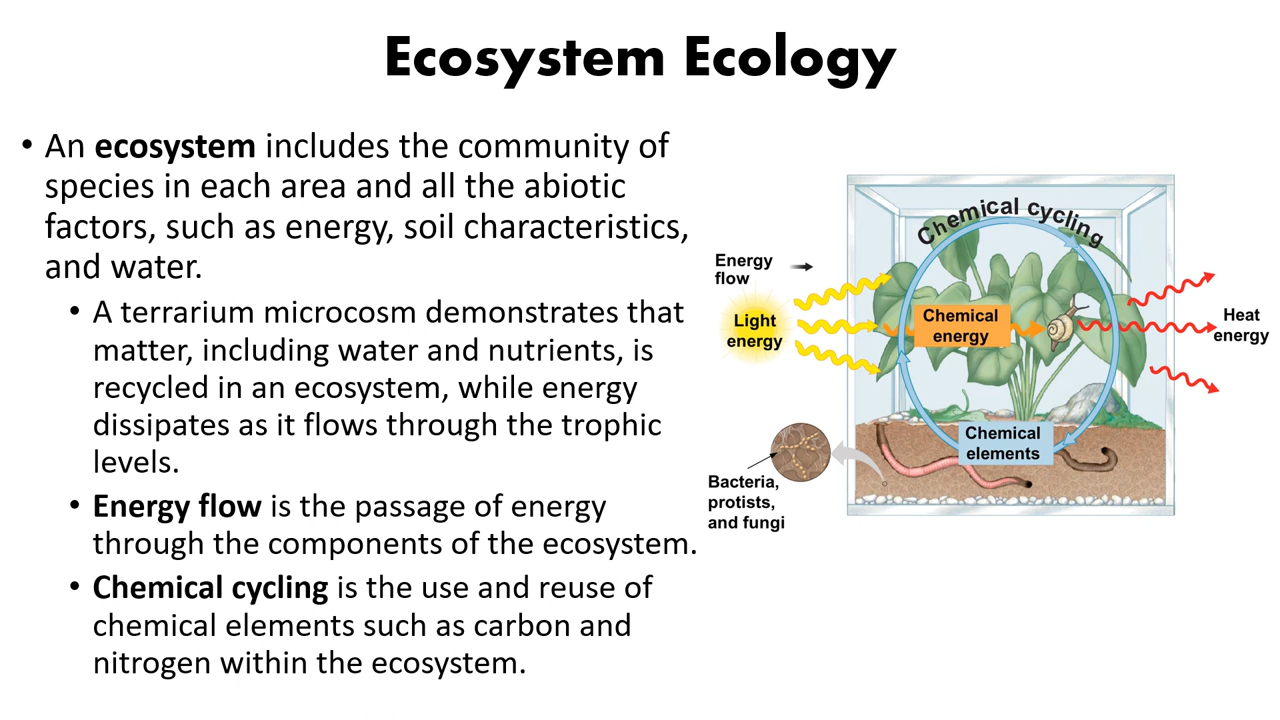 Ecosystem Ecology
• An ecosystem includes the community of
species in each area and all the abiotic
factors, such as energy, soil characteristics,
and water.
• A terrarium microcosm demonstrates that
matter, including water and nutrients, is
recycled in an ecosystem, while energy
dissipates as it flows through the trophic
levels.
• Energy flow is the passage of energy
through the components of the ecosystem.
• Chemical cycling is the use and reuse of
chemical elements such as carbon and
nitrogen within the ecosystem.
Chemical cycling
Energy
flow
Light
energy
Chemical
energy
Heat
energy
Chemical
elements
Bacteria,
protists,
and fungi